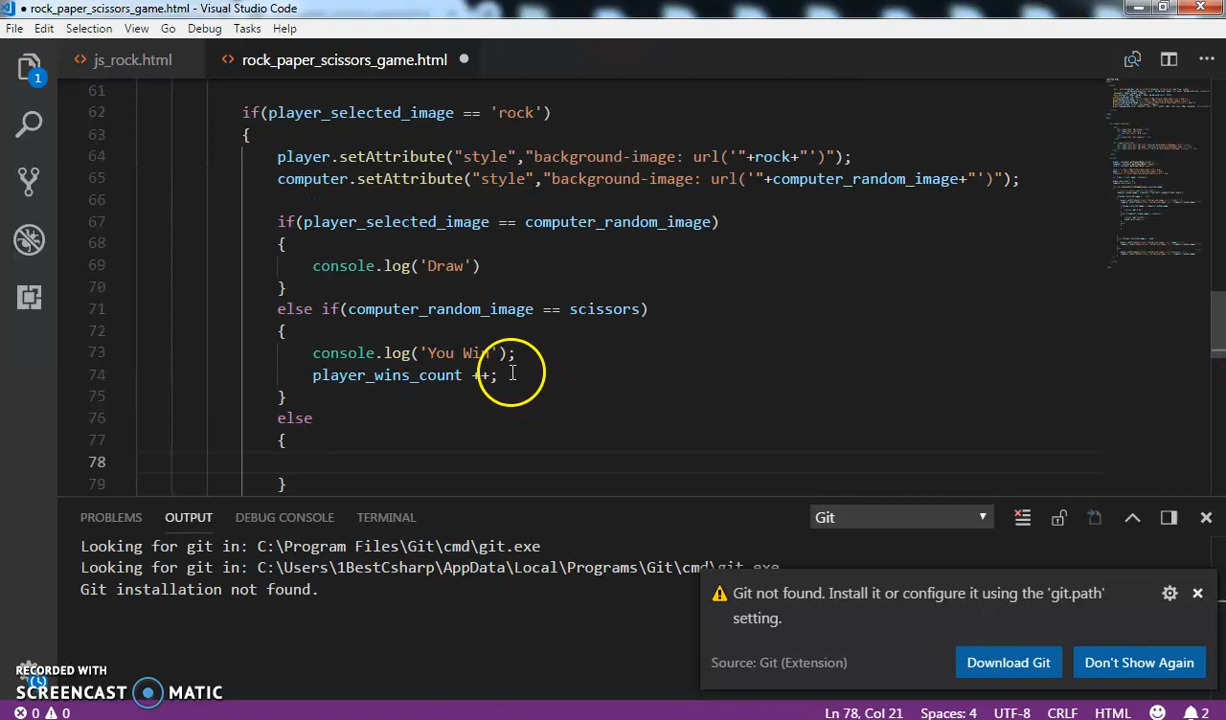 rock_paper_scissors_game.html - Visual Studio Code
File Edit Selection View Go Debug Tasks Help
js_rock.html rock_paper_scissors_game.html
1
61
62 if(player_selected_image == 'rock')
63 {
64 player.setAttribute("style","background-image: url('"+rock+"')");
65 computer.setAttribute("style","background-image: url('"+computer_random_image+"')");
66
67 if(player_selected_image == computer_random_image)
68 {
69 console.log('Draw')
70 }
71 else if(computer_random_image == scissors)
72 {
73 console.log('You Win');
74 player_wins_count ++;
75 }
76 else
77 {
78
79 }
PROBLEMS OUTPUT DEBUG CONSOLE TERMINAL Git
Looking for git in: C:\Program Files\Git\cmd\git.exe
Looking for git in: C:\Users\1BestCsharp\AppData\Local\Programs\Git\cmd\git.exe
Git installation not found.
Git not found. Install it or configure it using the 'git.path'
setting.
Source: Git (Extension) Download Git Don't Show Again
RECORDED WITH
SCREENCAST MATIC
0 0 Ln 78, Col 21 Spaces: 4 UTF-8 CRLF HTML 2